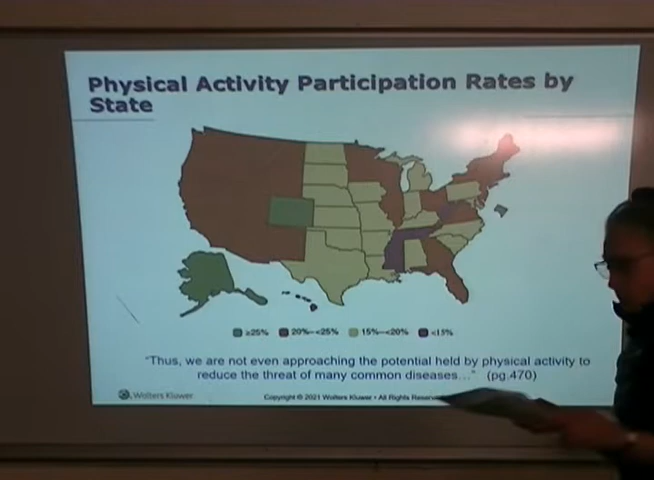 Physical Activity Participation Rates by
State
≥25% 20%-<25% 15%-<20% <15%
"Thus, we are not even approaching the potential held by physical activity to
reduce the threat of many common diseases..." (pg.470)
Wolters Kluwer Copyright © 2021 Wolters Kluwer • All Rights